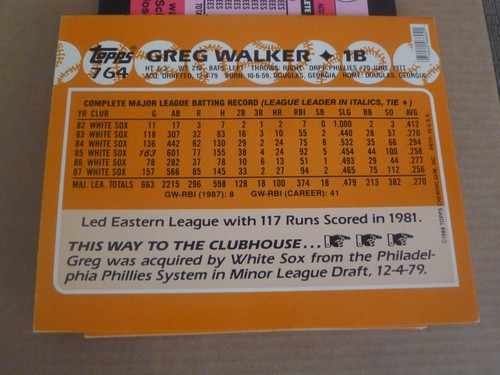 COMPLETE
Topps
764
GREG WALKER ✦ 1B
HT: 6'3" WT: 210 BATS: LEFT THROWS: RIGHT DRAFT: PHILLIES #20-JUNE, 1977
ACQ: DRAFTED, 12-4-79 BORN: 10-6-59, DOUGLAS, GEORGIA HOME: DOUGLAS, GEORGIA
COMPLETE MAJOR LEAGUE BATTING RECORD (LEAGUE LEADER IN ITALICS, TIE ✦)
YR CLUB G AB R H 2B 3B HR RBI SB SLG BB SO AVG
82 WHITE SOX 11 17 3 7 2 1 2 7 0 1.000 2 3 .412
83 WHITE SOX 118 307 32 83 16 3 10 55 2 .440 28 57 .270
84 WHITE SOX 136 442 62 130 29 2 24 75 8 .532 35 66 .294
85 WHITE SOX 163 601 77 155 38 4 24 92 5 .454 44 100 .258
86 WHITE SOX 78 282 37 78 10 6 13 51 1 .493 29 44 .277
87 WHITE SOX 157 566 85 145 33 2 27 94 2 .465 75 112 .256
MAJ. LEA. TOTALS 663 2215 296 598 128 18 100 374 18 .479 213 382 .270
GW-RBI (1987): 8 GW-RBI (CAREER): 41
Led Eastern League with 117 Runs Scored in 1981.
THIS WAY TO THE CLUBHOUSE...
Greg was acquired by White Sox from the Philadel-
phia Phillies System in Minor League Draft, 12-4-79.